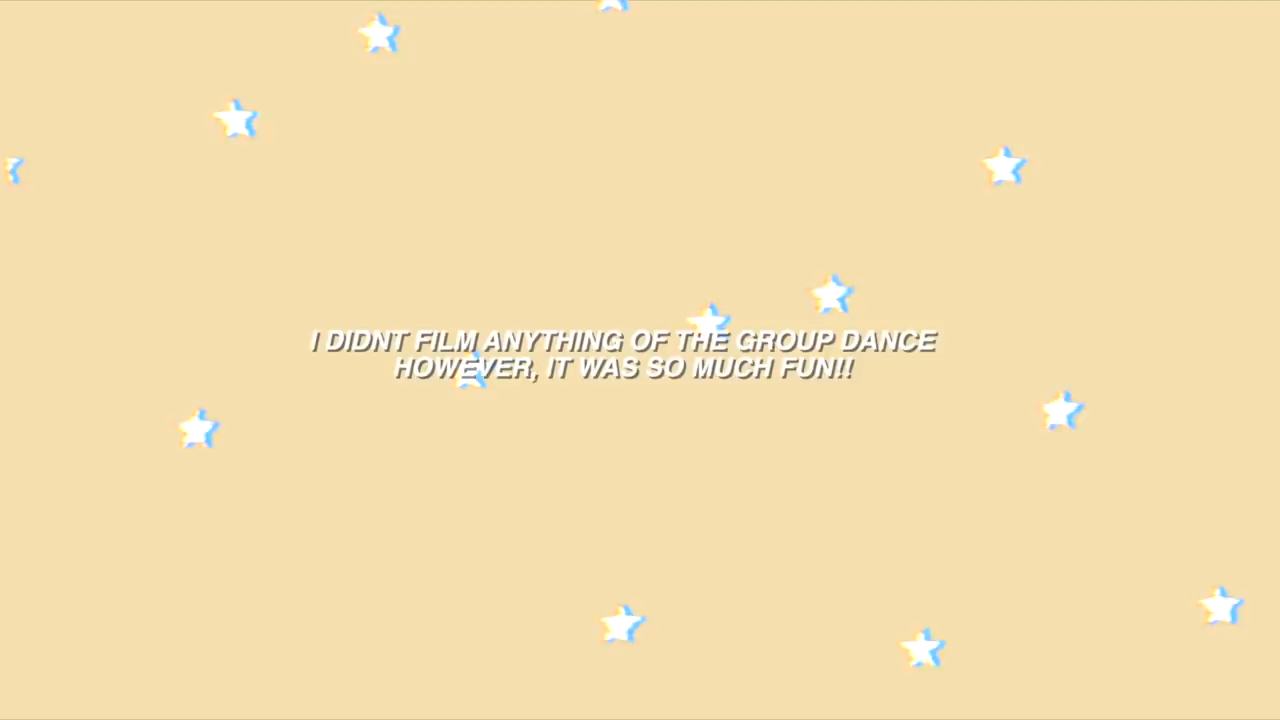 I DIDNT FILM ANYTHING OF THE GROUP DANCE
HOWEVER, IT WAS SO MUCH FUN!!